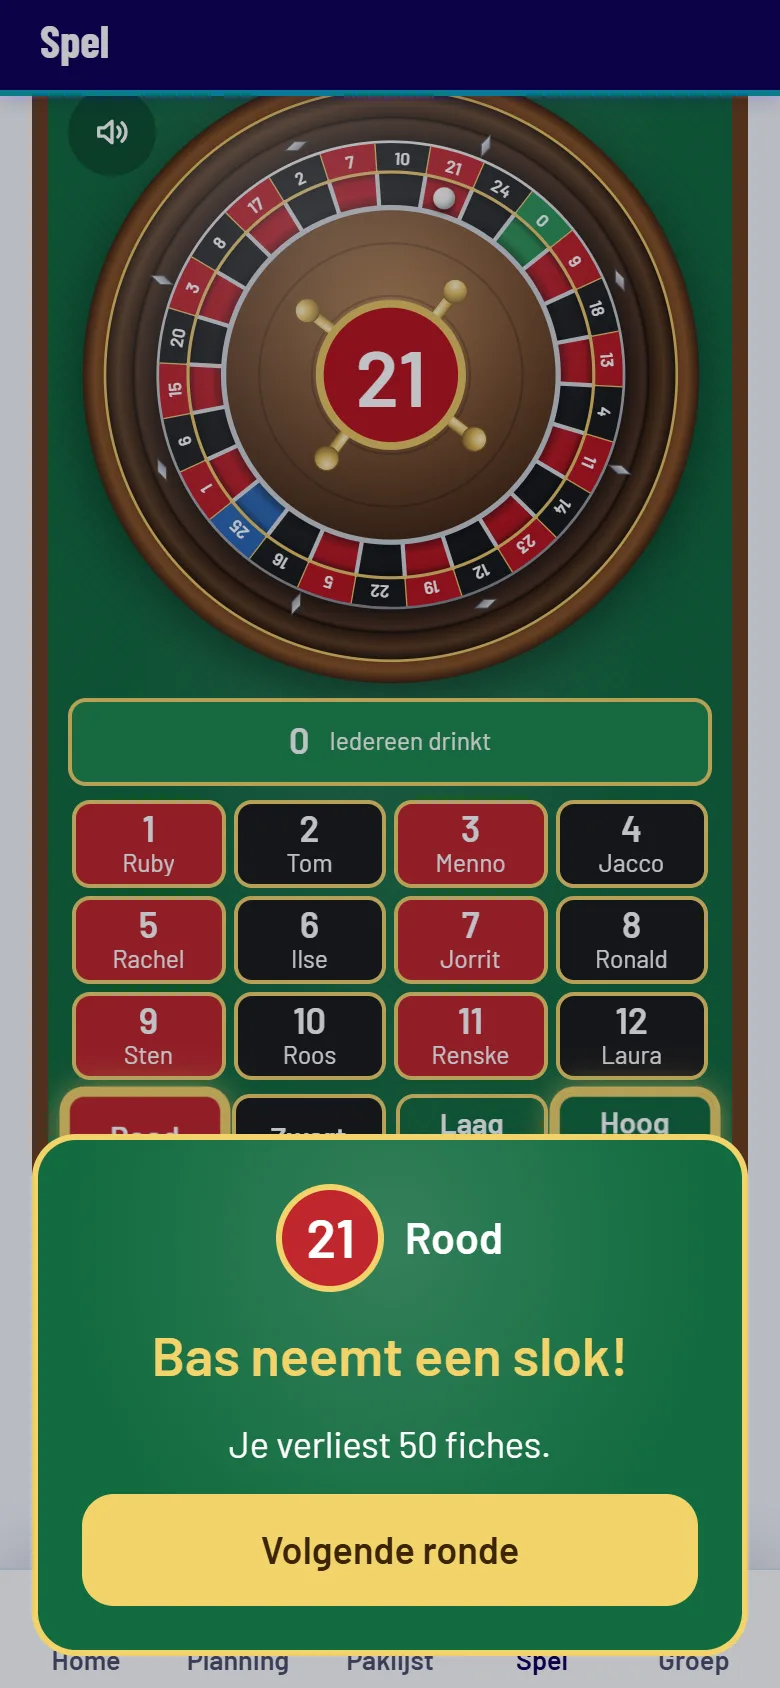 Spel
7
10
21
24
0
9
18
13
4
11
14
23
12
19
22
5
16
25
1
6
15
20
3
8
17
2
21
0 Iedereen drinkt
1 2 3 4
Ruby Tom Menno Jacco
5 6 7 8
Rachel Ilse Jorrit Ronald
9 10 11 12
Sten Roos Renske Laura
Rood Zwart Laag Hoog
21 Rood
Bas neemt een slok!
Je verliest 50 fiches.
Volgende ronde
Home Planning Paklijst Spel Groep